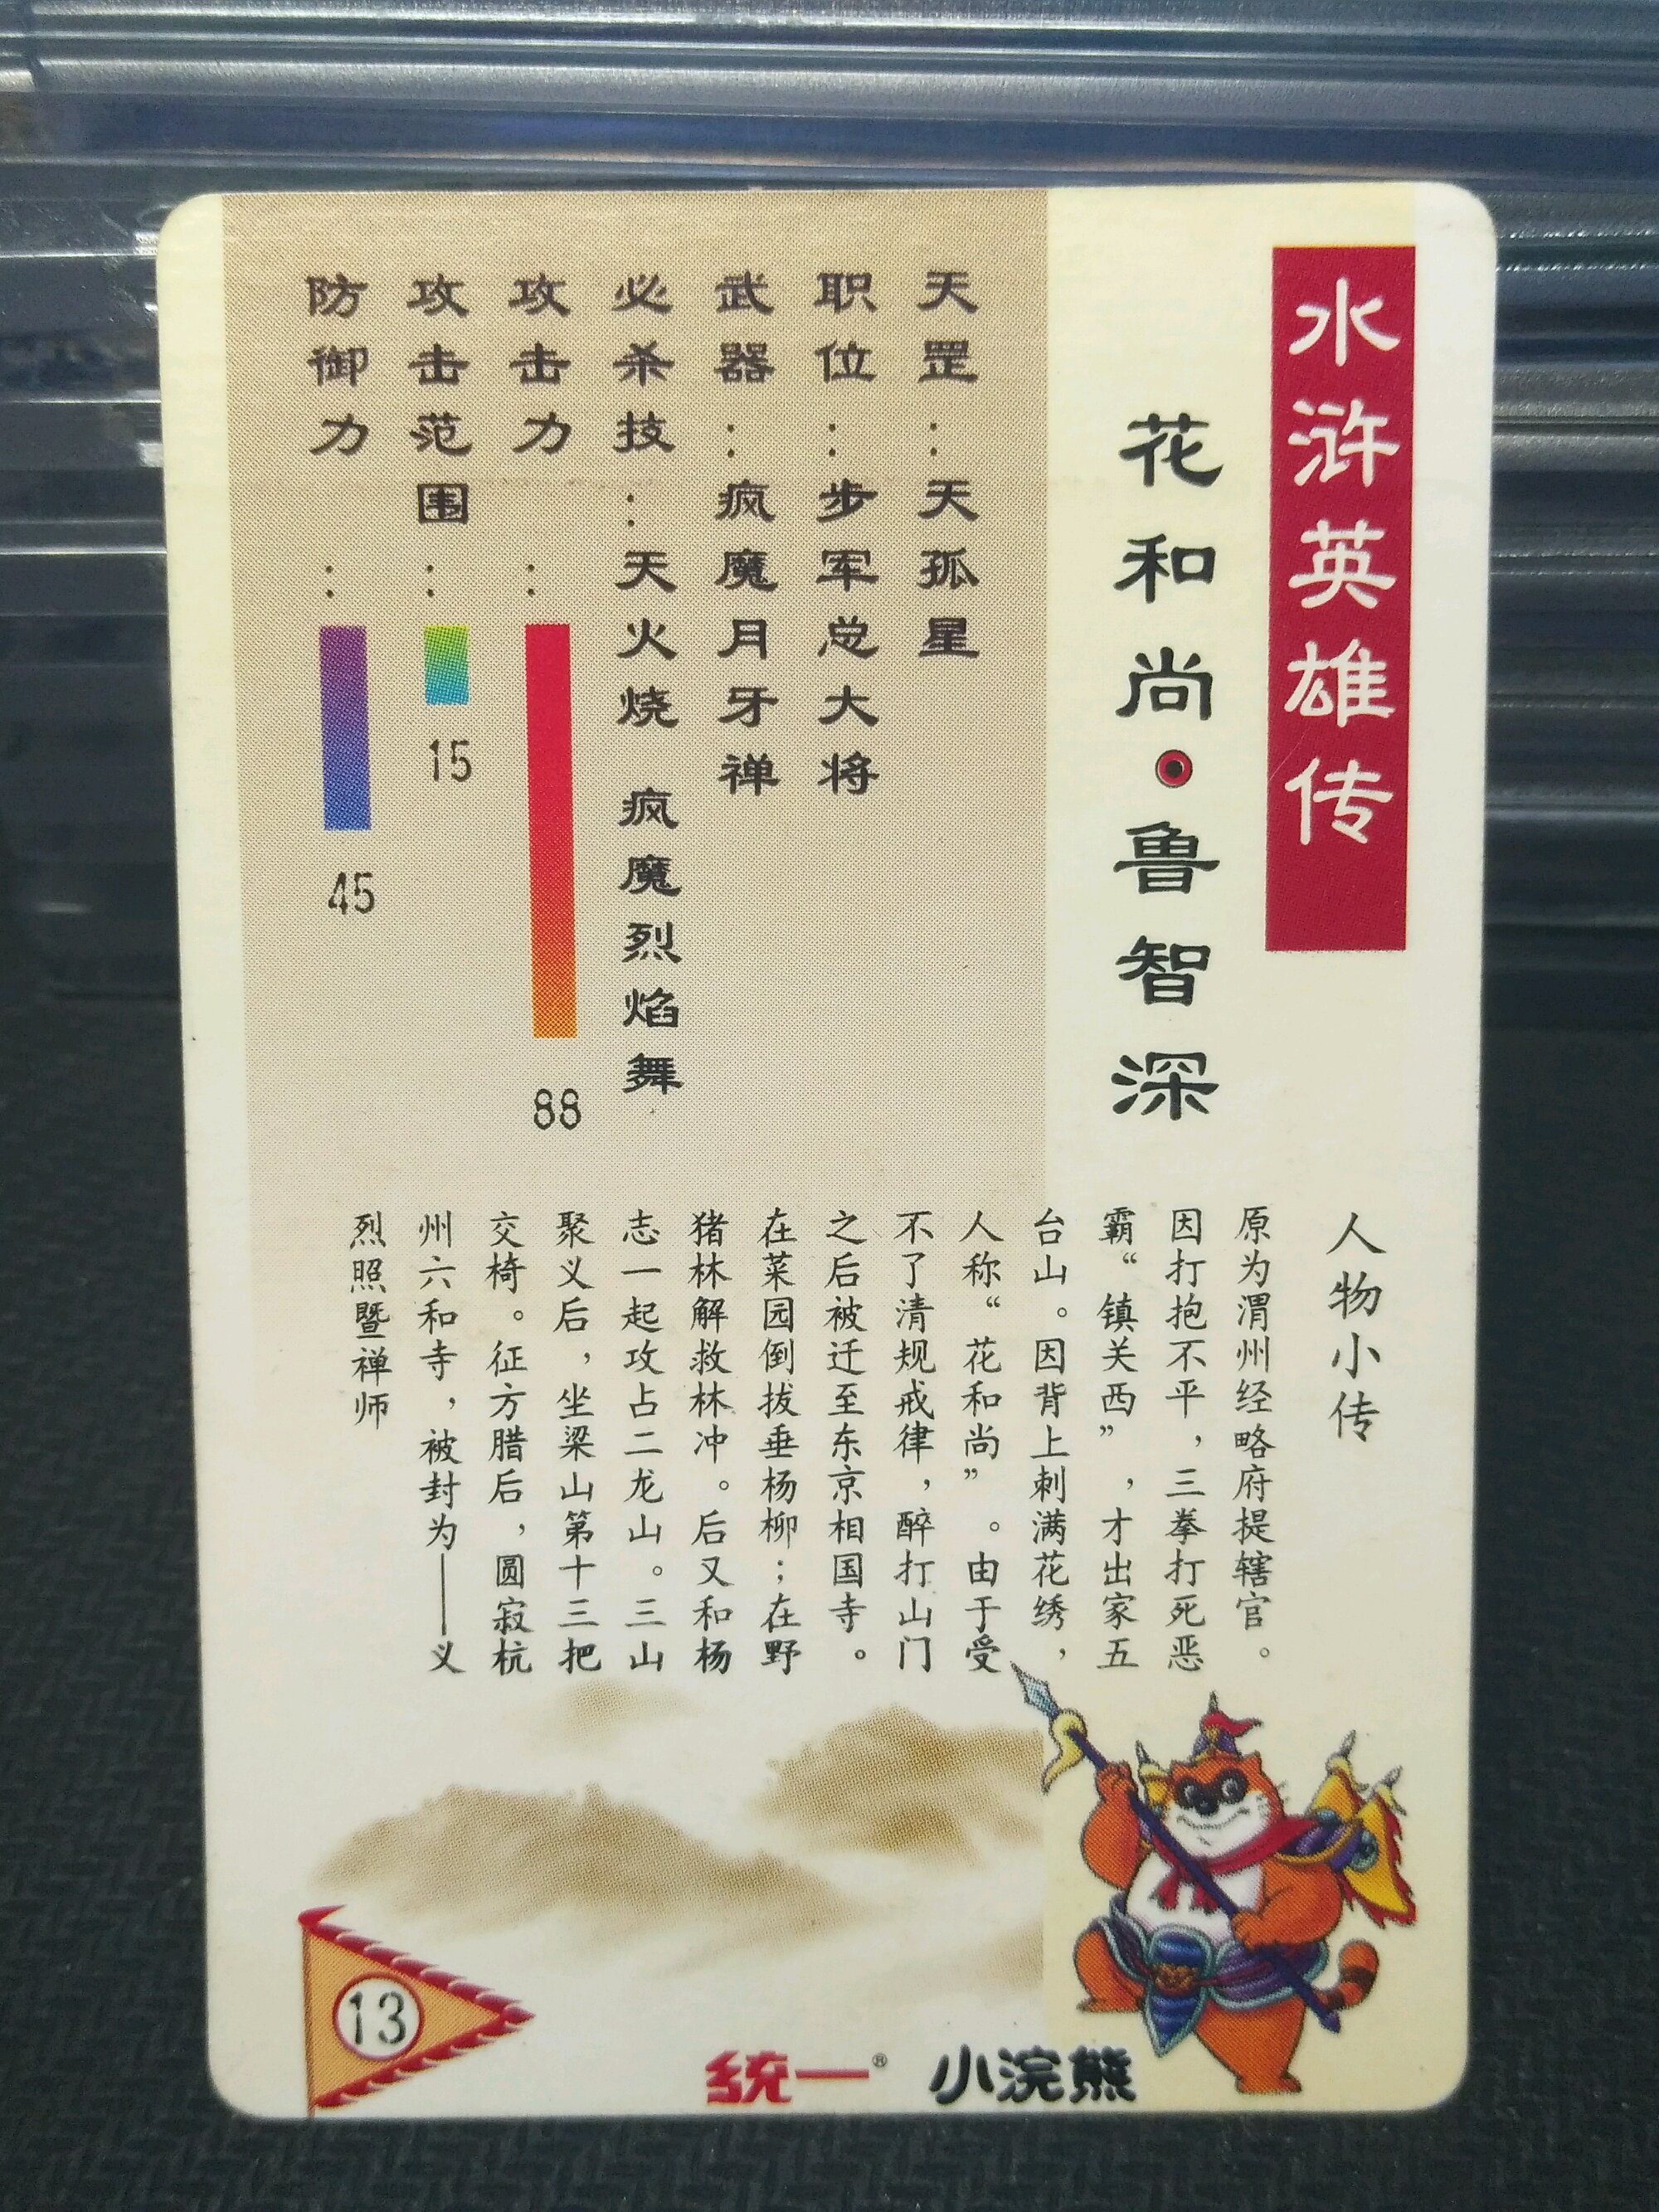 水浒英雄传
花和尚·鲁智深
天罡：天孤星
职位：步军总大将
武器：疯魔月牙禅
必杀技：天火烧 疯魔烈焰舞
攻击力：88
攻击范围：15
防御力：45
人物小传
原为渭州经略府提辖官。
因打抱不平，三拳打死恶
霸“镇关西”，才出家五
台山。因背上刺满花绣，
人称“花和尚”。由于受
不了清规戒律，醉打山门
之后被迁至东京相国寺。
在菜园倒拔垂杨柳；在野
猪林解救林冲。后又和杨
志一起攻占二龙山。三山
聚义后，坐梁山第十三把
交椅。征方腊后，圆寂杭
州六和寺，被封为——义
烈照暨禅师
13
统一® 小浣熊